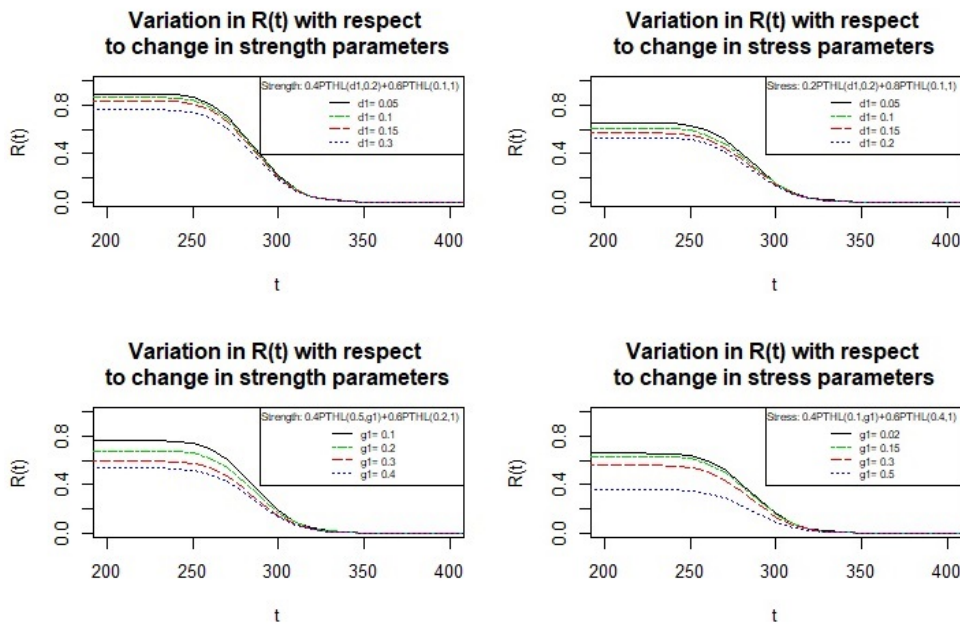 Variation in R(t) with respect
to change in strength parameters
Strength: 0.4PTHL(d1,0.2)+0.6PTHL(0.1,1)
d1= 0.05
d1= 0.1
d1= 0.15
d1= 0.3
R(t)
0.0 0.4 0.8
200 250 300 350 400
t
Variation in R(t) with respect
to change in stress parameters
Stress: 0.2PTHL(d1,0.2)+0.8PTHL(0.1,1)
d1= 0.05
d1= 0.1
d1= 0.15
d1= 0.2
R(t)
0.0 0.4 0.8
200 250 300 350 400
t
Variation in R(t) with respect
to change in strength parameters
Strength: 0.4PTHL(0.5,g1)+0.6PTHL(0.2,1)
g1= 0.1
g1= 0.2
g1= 0.3
g1= 0.4
R(t)
0.0 0.4 0.8
200 250 300 350 400
t
Variation in R(t) with respect
to change in stress parameters
Stress: 0.4PTHL(0.1,g1)+0.6PTHL(0.4,1)
g1= 0.02
g1= 0.15
g1= 0.3
g1= 0.5
R(t)
0.0 0.4 0.8
200 250 300 350 400
t